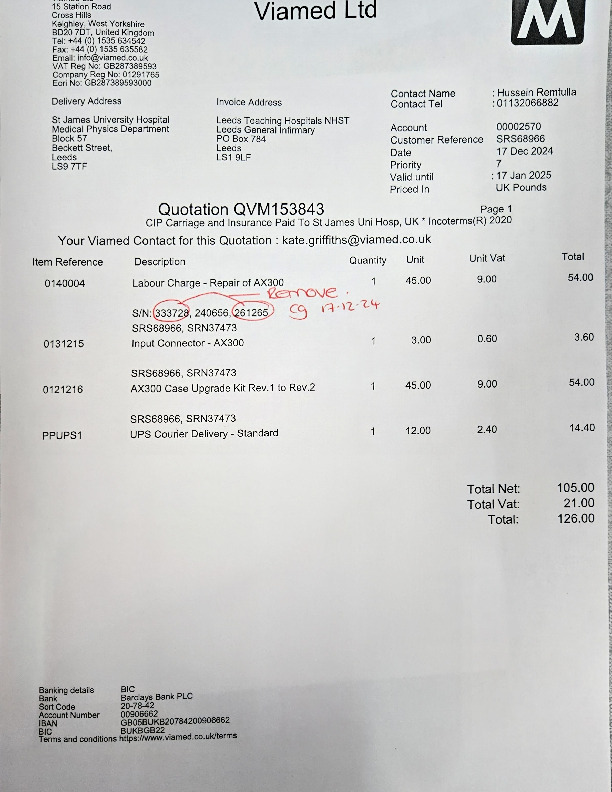 15 Station Road
Cross Hills
Keighley, West Yorkshire
BD20 7DT, United Kingdom
Tel: +44 (0) 1535 634542
Fax: +44 (0) 1535 635582
Email: info@viamed.co.uk
VAT Reg No: GB287389593
Company Reg No: 01291765
Eori No: GB287389593000
Viamed Ltd
M
Delivery Address
St James University Hospital
Medical Physics Department
Block 57
Beckett Street,
Leeds
LS9 7TF
Invoice Address
Leeds Teaching Hospitals NHST
Leeds General Infirmary
PO Box 784
Leeds
LS1 9LF
Contact Name : Hussein Remtulla
Contact Tel : 01132066882
Account 00002570
Customer Reference SRS68966
Date 17 Dec 2024
Priority 7
Valid until : 17 Jan 2025
Priced In UK Pounds
Quotation QVM153843 Page 1
CIP Carriage and Insurance Paid To St James Uni Hosp, UK * Incoterms(R) 2020
Your Viamed Contact for this Quotation : kate.griffiths@viamed.co.uk
Item Reference Description Quantity Unit Unit Vat Total
0140004 Labour Charge - Repair of AX300 1 45.00 9.00 54.00
Remove.
S/N: 333728, 240656, 261265 cg 17-12-24
SRS68966, SRN37473
0131215 Input Connector - AX300 1 3.00 0.60 3.60
SRS68966, SRN37473
0121216 AX300 Case Upgrade Kit Rev.1 to Rev.2 1 45.00 9.00 54.00
SRS68966, SRN37473
PPUPS1 UPS Courier Delivery - Standard 1 12.00 2.40 14.40
Total Net: 105.00
Total Vat: 21.00
Total: 126.00
Banking details BIC
Bank Barclays Bank PLC
Sort Code 20-78-42
Account Number 00906662
IBAN GB05BUKB20784200906662
BIC BUKBGB22
Terms and conditions https://www.viamed.co.uk/terms